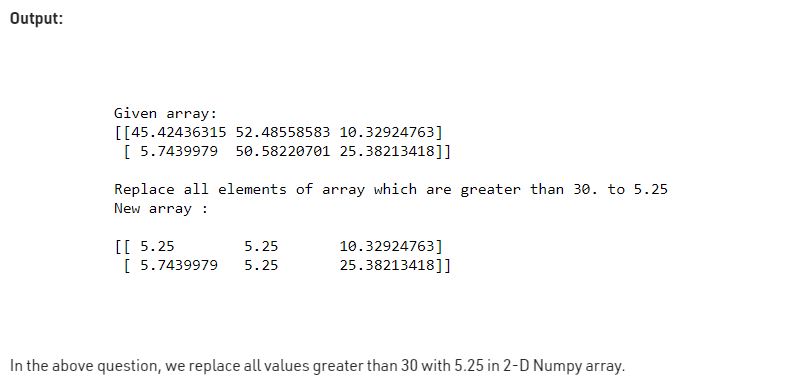 Output:
Given array:
[[45.42436315 52.48558583 10.32924763]
 [ 5.7439979  50.58220701 25.38213418]]
Replace all elements of array which are greater than 30. to 5.25
New array :
[[ 5.25        5.25       10.32924763]
 [ 5.7439979   5.25       25.38213418]]
In the above question, we replace all values greater than 30 with 5.25 in 2-D Numpy array.